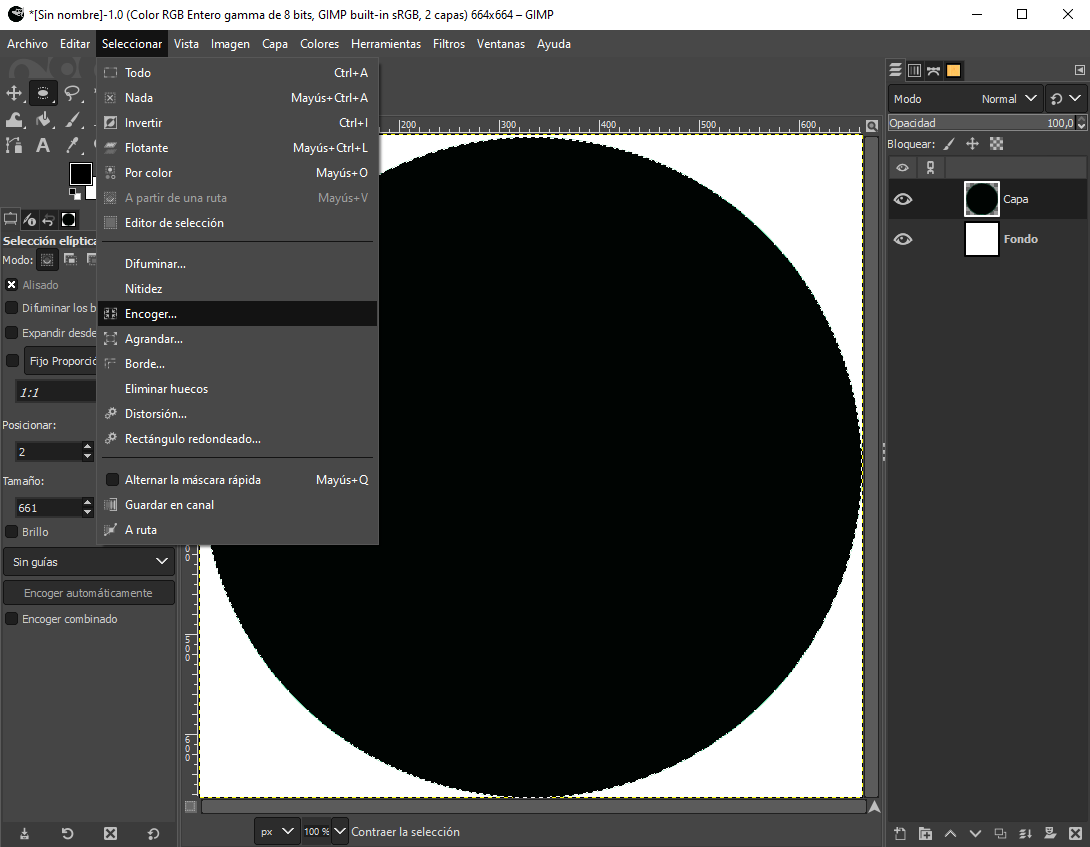 *[Sin nombre]-1.0 (Color RGB Entero gamma de 8 bits, GIMP built-in sRGB, 2 capas) 664x664 – GIMP
Archivo Editar Seleccionar Vista Imagen Capa Colores Herramientas Filtros Ventanas Ayuda
Todo Ctrl+A
Nada Mayús+Ctrl+A
Invertir Ctrl+I
Flotante Mayús+Ctrl+L
Por color Mayús+O
A partir de una ruta Mayús+V
Editor de selección
Difuminar...
Nitidez
Encoger...
Agrandar...
Borde...
Eliminar huecos
Distorsión...
Rectángulo redondeado...
Alternar la máscara rápida Mayús+Q
Guardar en canal
A ruta
Selección elíptica
Modo:
Alisado
Difuminar los b
Expandir desde
Fijo Proporció
1:1
Posicionar:
2
Tamaño:
661
Brillo
Sin guías
Encoger automáticamente
Encoger combinado
200 300 400 500 600
500
600
px 100 % Contraer la selección
Modo Normal
Opacidad 100,0
Bloquear:
Capa
Fondo